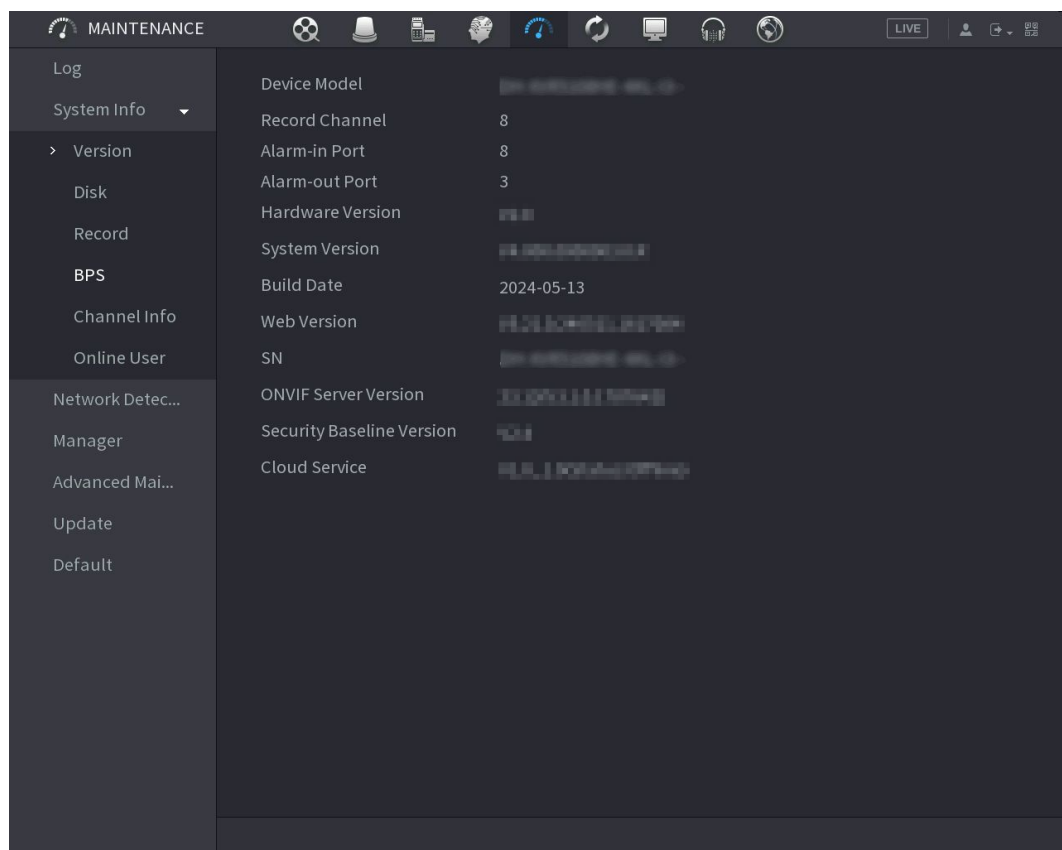 MAINTENANCE
LIVE
Log
System Info
Version
Disk
Record
BPS
Channel Info
Online User
Network Detec...
Manager
Advanced Mai...
Update
Default
Device Model
Record Channel 8
Alarm-in Port 8
Alarm-out Port 3
Hardware Version
System Version
Build Date 2024-05-13
Web Version
SN
ONVIF Server Version
Security Baseline Version
Cloud Service